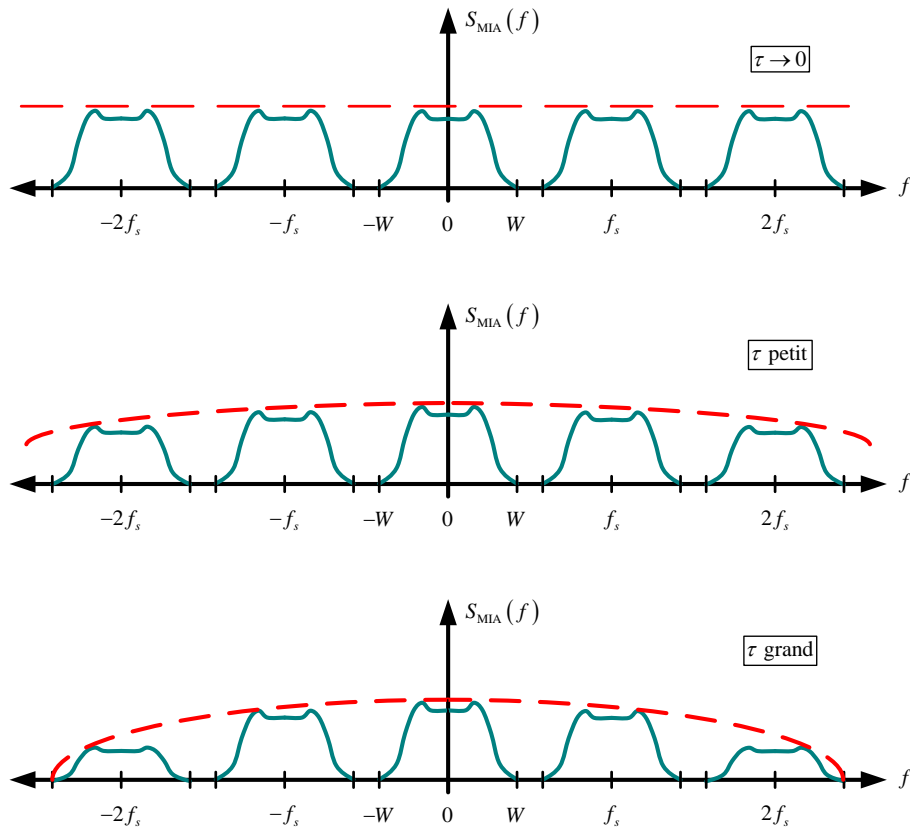 S_MIA(f)
τ → 0
f
−2f_s −f_s −W 0 W f_s 2f_s
S_MIA(f)
τ petit
f
−2f_s −f_s −W 0 W f_s 2f_s
S_MIA(f)
τ grand
f
−2f_s −f_s −W 0 W f_s 2f_s